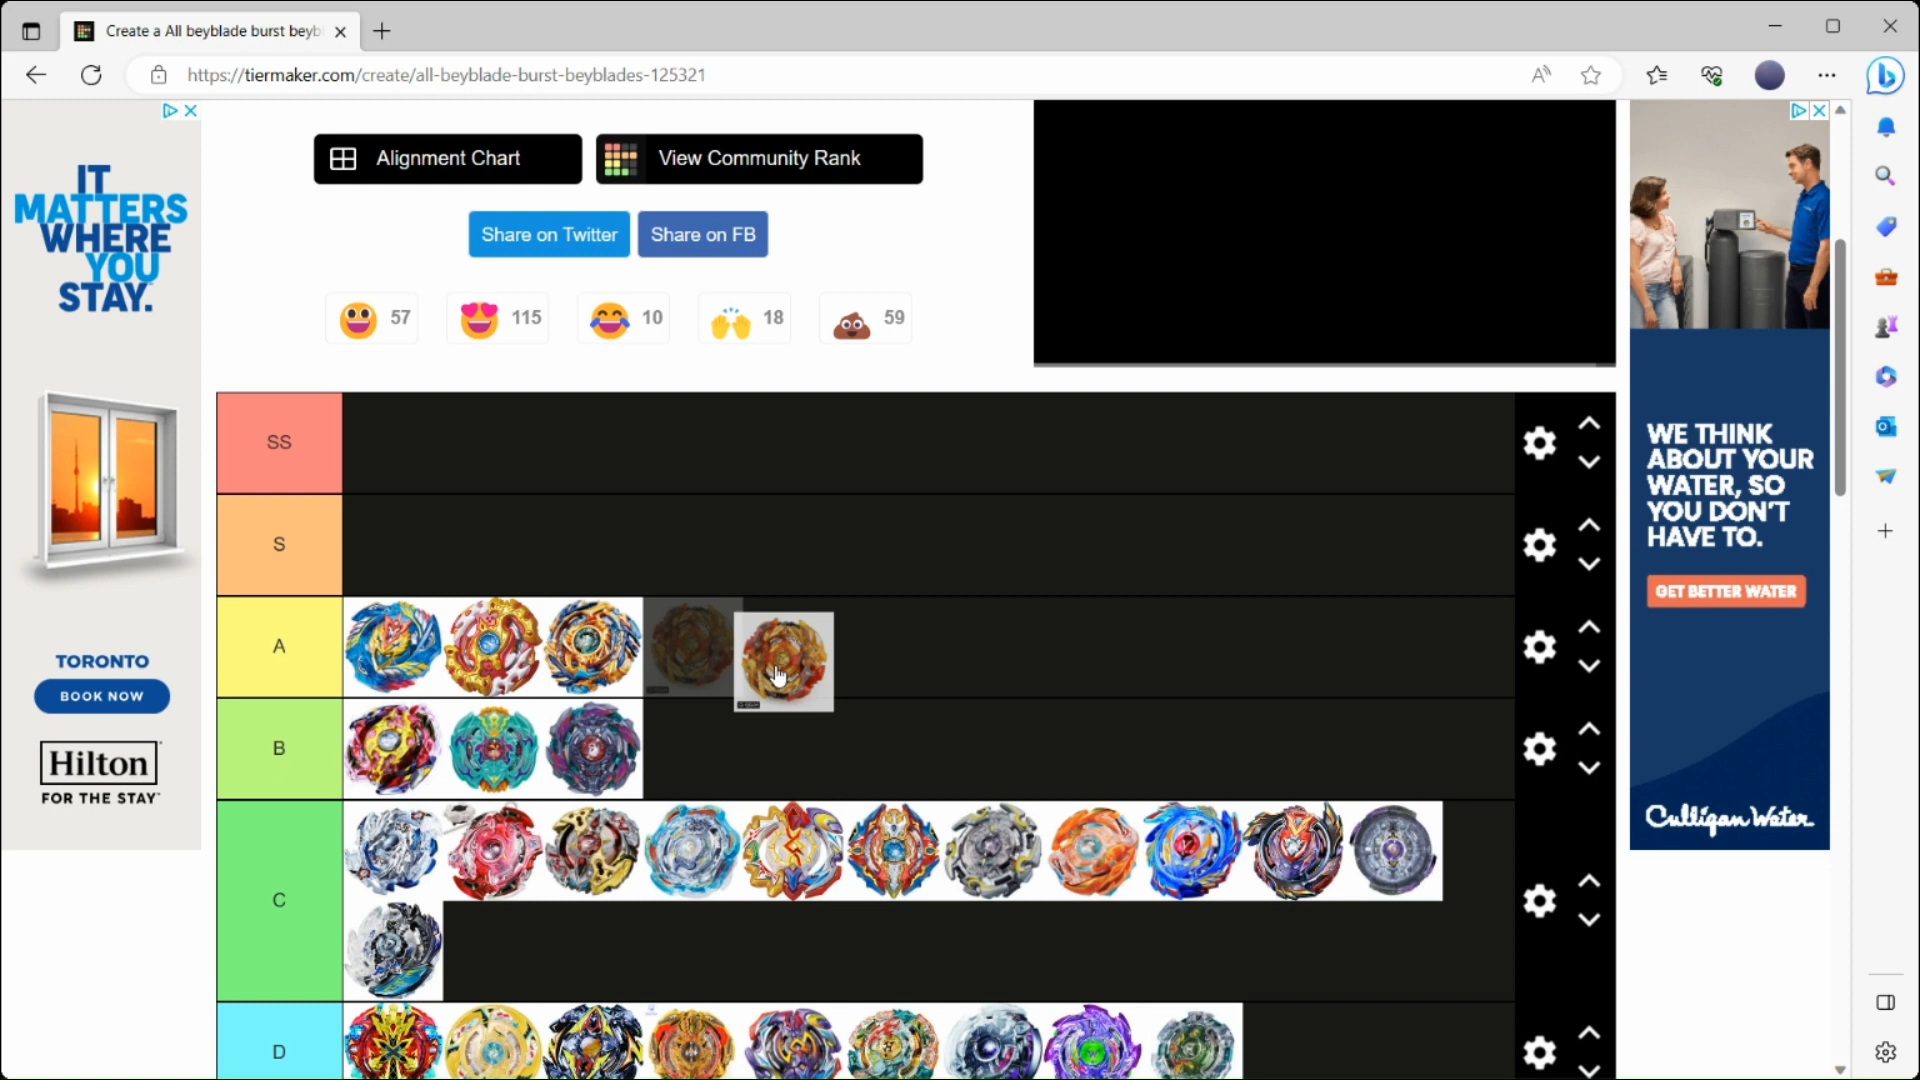 Create a All beyblade burst beyb
https://tiermaker.com/create/all-beyblade-burst-beyblades-125321
Alignment Chart
View Community Rank
Share on Twitter
Share on FB
57
115
10
18
59
SS
S
A
B
C
D
IT
MATTERS
WHERE
YOU
STAY.
TORONTO
BOOK NOW
Hilton
FOR THE STAY
WE THINK
ABOUT YOUR
WATER, SO
YOU DON'T
HAVE TO.
GET BETTER WATER
Culligan Water